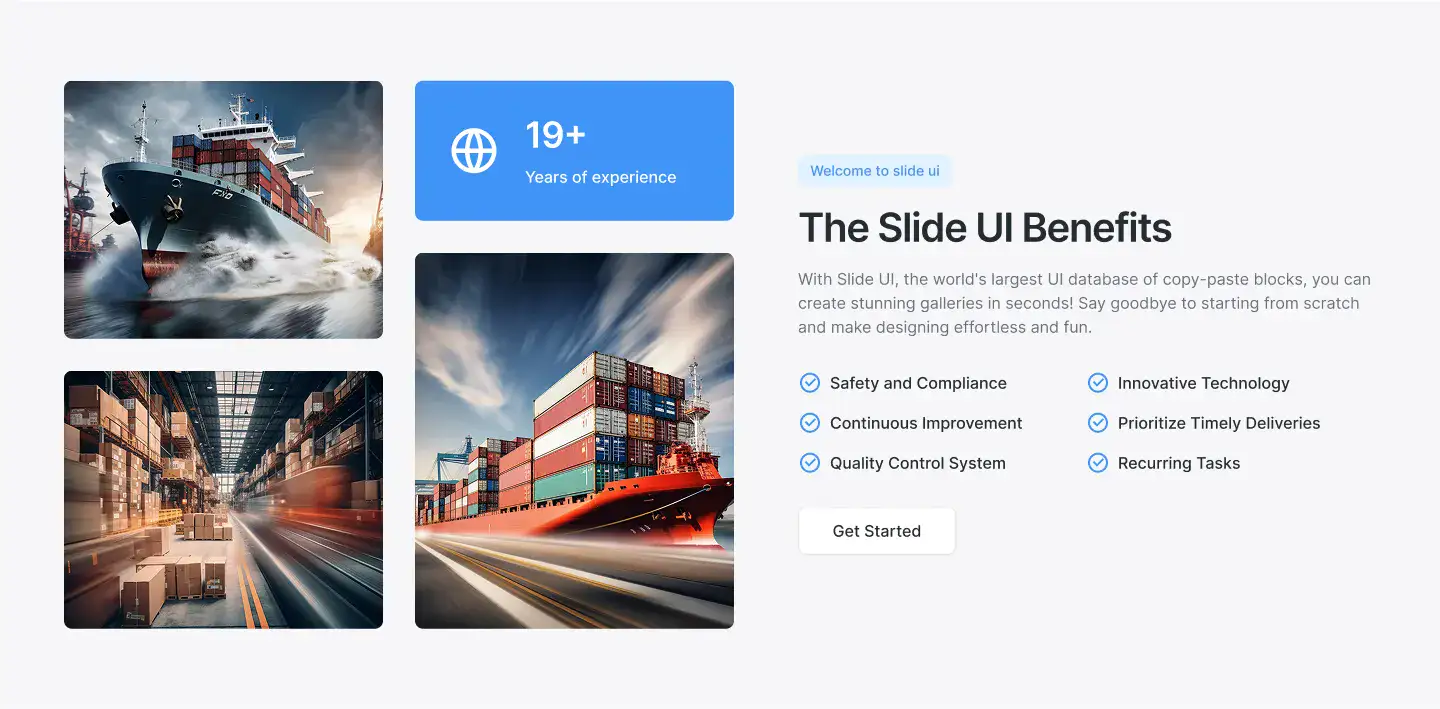 19+
Years of experience
Welcome to slide ui
The Slide UI Benefits
With Slide UI, the world's largest UI database of copy-paste blocks, you can
create stunning galleries in seconds! Say goodbye to starting from scratch
and make designing effortless and fun.
Safety and Compliance
Innovative Technology
Continuous Improvement
Prioritize Timely Deliveries
Quality Control System
Recurring Tasks
Get Started